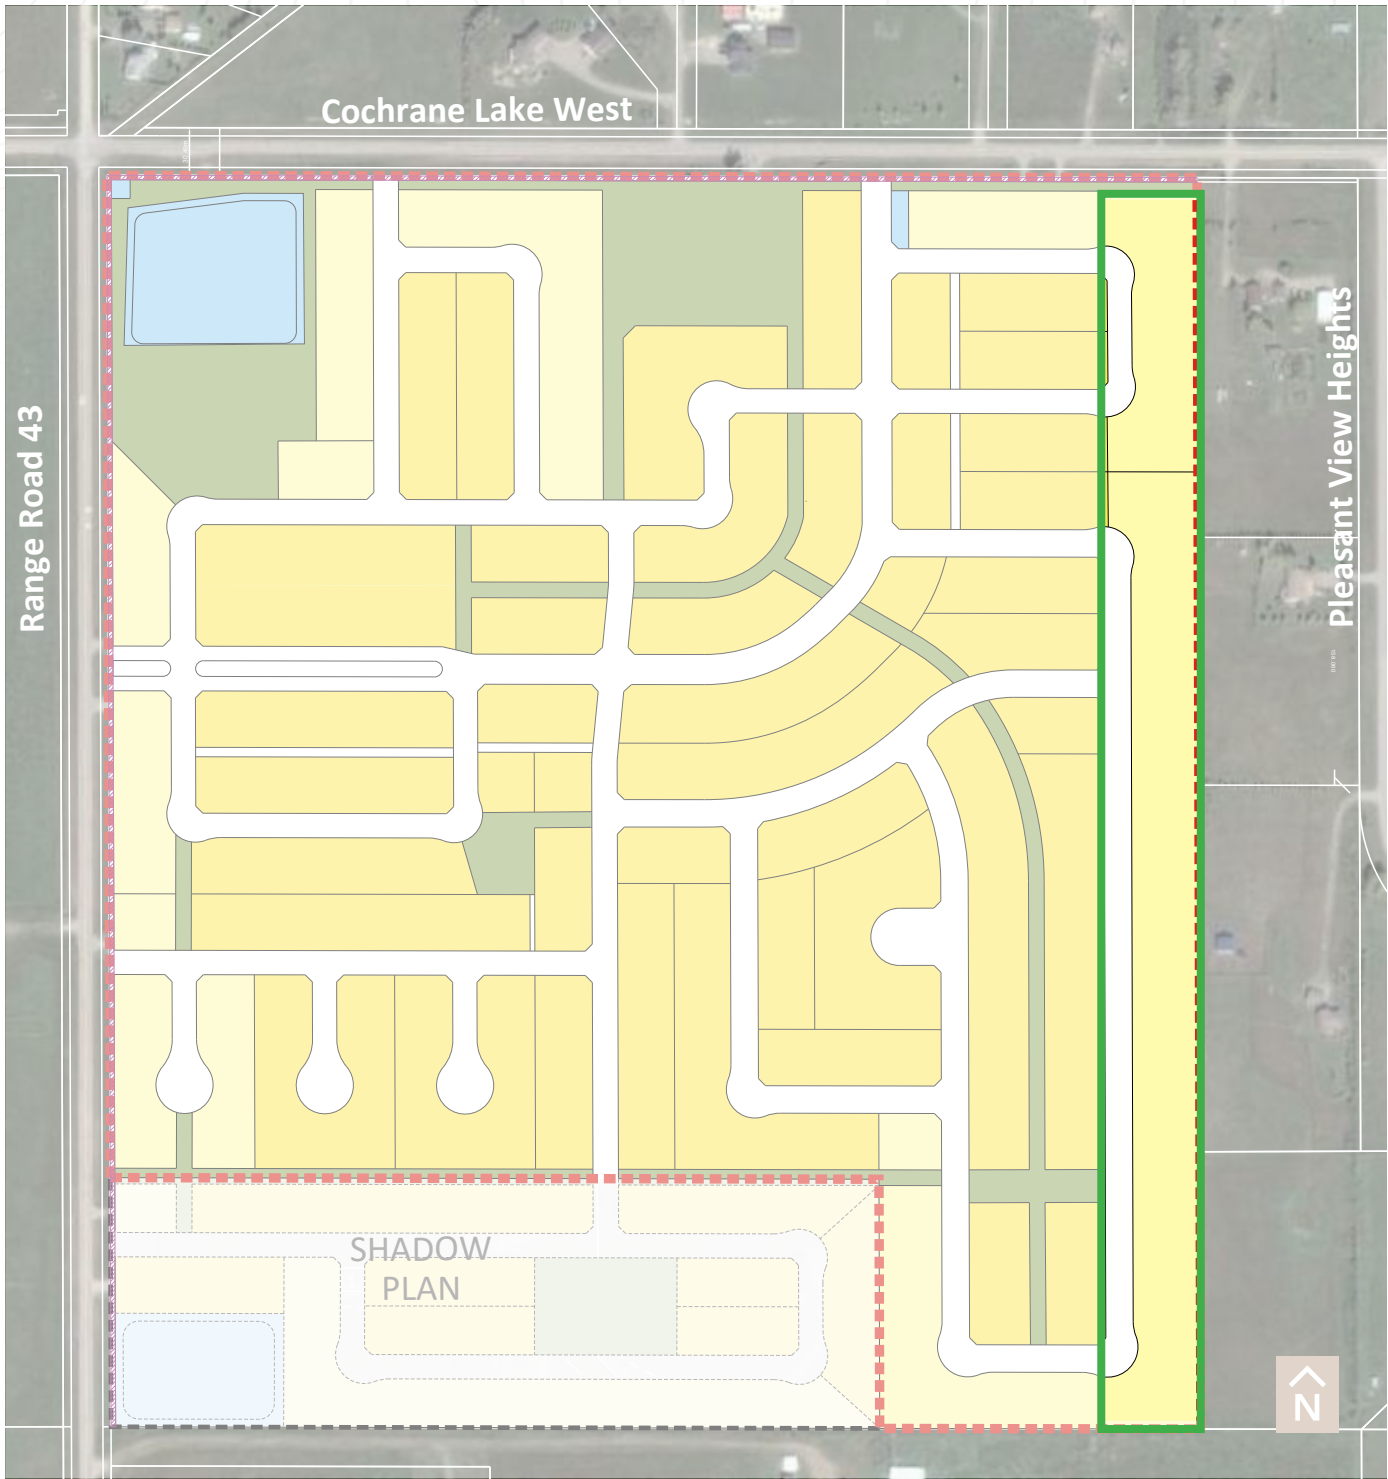 Cochrane Lake West
Range Road 43
Pleasant View Heights
SHADOW
PLAN
N